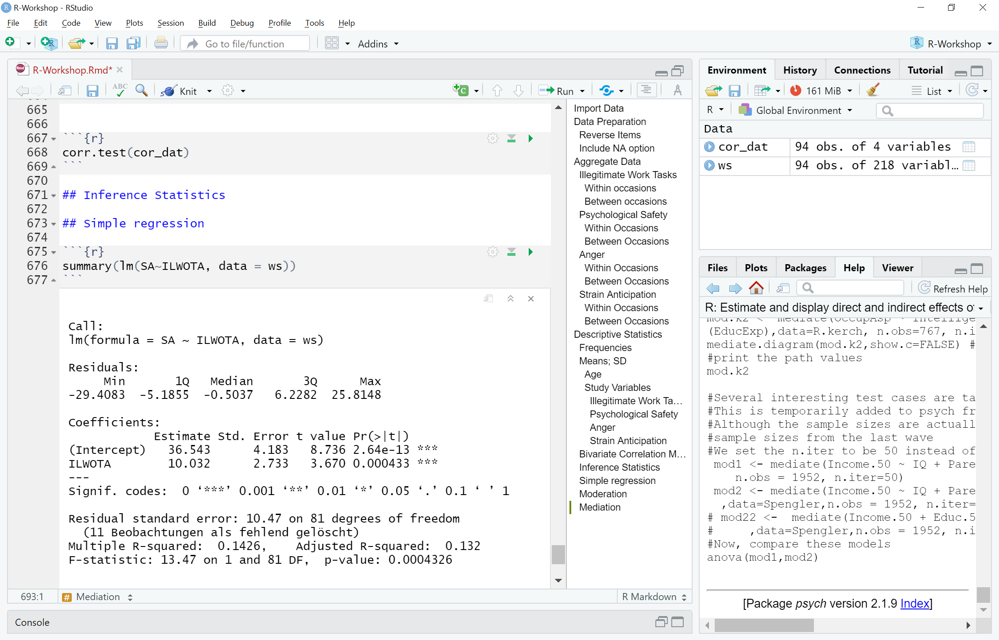 R-Workshop - RStudio
File Edit Code View Plots Session Build Debug Profile Tools Help
Go to file/function Addins R-Workshop
R-Workshop.Rmd*
ABC Knit Run
665
666
667 ```{r}
668 corr.test(cor_dat)
669 ```
670
671 ## Inference Statistics
672
673 ## Simple regression
674
675 ```{r}
676 summary(lm(SA~ILWOTA, data = ws))
677 ```
Call:
lm(formula = SA ~ ILWOTA, data = ws)
Residuals:
Min 1Q Median 3Q Max
-29.4083 -5.1855 -0.5037 6.2282 25.8148
Coefficients:
Estimate Std. Error t value Pr(>|t|)
(Intercept) 36.543 4.183 8.736 2.64e-13 ***
ILWOTA 10.032 2.733 3.670 0.000433 ***
---
Signif. codes: 0 ‘***’ 0.001 ‘**’ 0.01 ‘*’ 0.05 ‘.’ 0.1 ‘ ’ 1
Residual standard error: 10.47 on 81 degrees of freedom
(11 Beobachtungen als fehlend gelöscht)
Multiple R-squared: 0.1426, Adjusted R-squared: 0.132
F-statistic: 13.47 on 1 and 81 DF, p-value: 0.0004326
693:1 # Mediation R Markdown
Console
Import Data
Data Preparation
Reverse Items
Include NA option
Aggregate Data
Illegitimate Work Tasks
Within occasions
Between occasions
Psychological Safety
Within Occasions
Between Occasions
Anger
Within Occasions
Between Occasions
Strain Anticipation
Within Occasions
Between Occasions
Descriptive Statistics
Frequencies
Means; SD
Age
Study Variables
Illegitimate Work Ta...
Psychological Safety
Anger
Strain Anticipation
Bivariate Correlation M...
Inference Statistics
Simple regression
Moderation
Mediation
Environment History Connections Tutorial
161 MiB List
R Global Environment
Data
cor_dat 94 obs. of 4 variables
ws 94 obs. of 218 variabl...
Files Plots Packages Help Viewer
Refresh Help
R: Estimate and display direct and indirect effects of
(EducExp),data=R.kerch, n.obs=767, n.i
mediate.diagram(mod.k2,show.c=FALSE) #
#print the path values
mod.k2
#Several interesting test cases are ta
#This is temporarily added to psych fr
#Although the sample sizes are actuall
#sample sizes from the last wave
#We set the n.iter to be 50 instead of
mod1 <- mediate(Income.50 ~ IQ + Pare
n.obs = 1952, n.iter=50)
mod2 <- mediate(Income.50 ~ IQ + Pare
,data=Spengler,n.obs = 1952, n.iter=
# mod22 <- mediate(Income.50 + Educ.5
# ,data=Spengler,n.obs = 1952, n.i
#Now, compare these models
anova(mod1,mod2)
[Package psych version 2.1.9 Index]